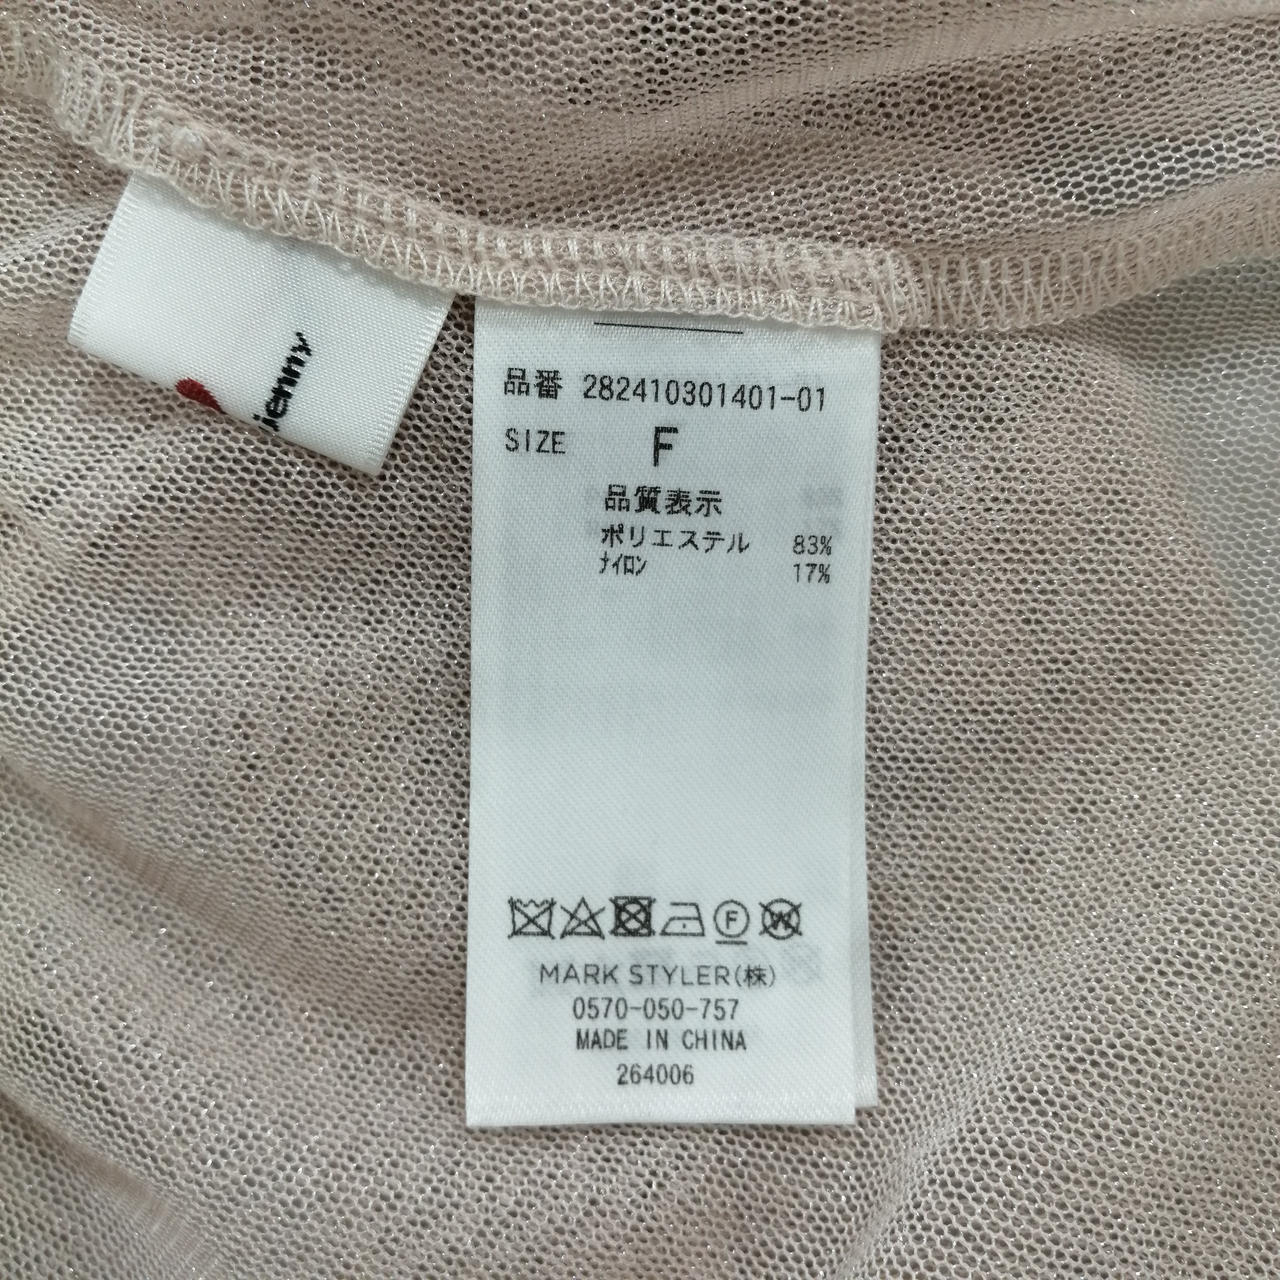 jenny
品番 282410301401-01
SIZE F
品質表示
ポリエステル 83%
ナイロン 17%
F
W
MARK STYLER(株)
0570-050-757
MADE IN CHINA
264006